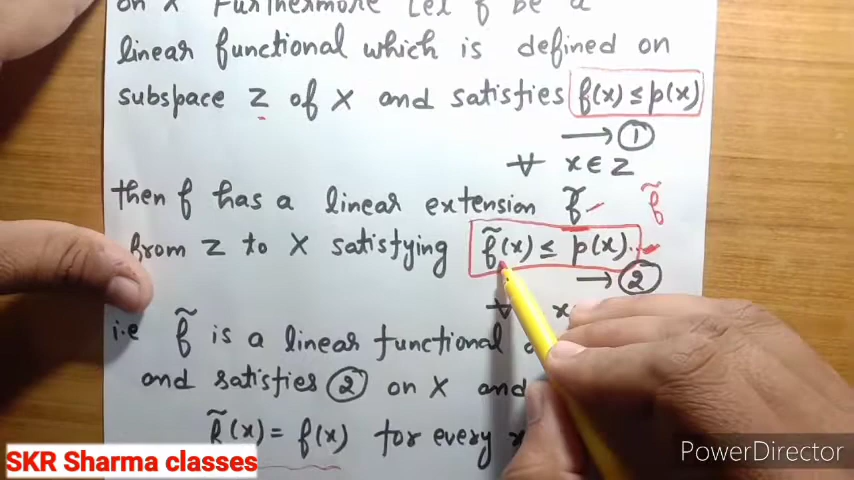 on X Furthermore Let f be a
linear functional which is defined on
subspace Z of X and satisfies f(x) ≤ p(x)
→ ①
∀ x ∈ Z
then f has a linear extension f̃ f̃
from Z to X satisfying f̃(x) ≤ p(x).
→ ②
∀ x
i.e f̃ is a linear functional
and satisfies ② on X and
f̃(x) = f(x) for every x
SKR Sharma classes
PowerDirector